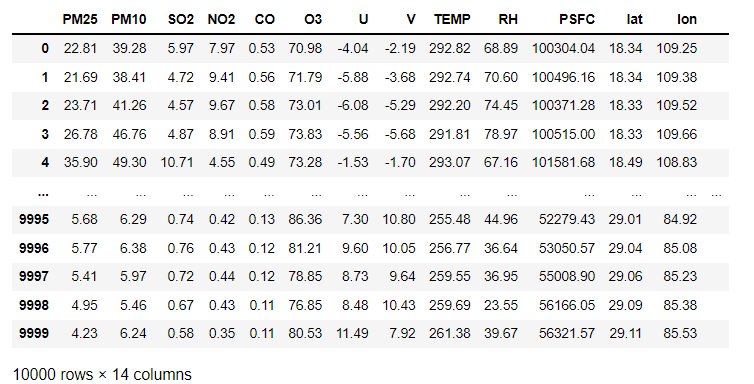 PM25 PM10 SO2 NO2 CO O3 U V TEMP RH PSFC lat lon
0 22.81 39.28 5.97 7.97 0.53 70.98 -4.04 -2.19 292.82 68.89 100304.04 18.34 109.25
1 21.69 38.41 4.72 9.41 0.56 71.79 -5.88 -3.68 292.74 70.60 100496.16 18.34 109.38
2 23.71 41.26 4.57 9.67 0.58 73.01 -6.08 -5.29 292.20 74.45 100371.28 18.33 109.52
3 26.78 46.76 4.87 8.91 0.59 73.83 -5.56 -5.68 291.81 78.97 100515.00 18.33 109.66
4 35.90 49.30 10.71 4.55 0.49 73.28 -1.53 -1.70 293.07 67.16 101581.68 18.49 108.83
... ... ... ... ... ... ... ... ... ... ... ... ... ... ...
9995 5.68 6.29 0.74 0.42 0.13 86.36 7.30 10.80 255.48 44.96 52279.43 29.01 84.92
9996 5.77 6.38 0.76 0.43 0.12 81.21 9.60 10.05 256.77 36.64 53050.57 29.04 85.08
9997 5.41 5.97 0.72 0.44 0.12 78.85 8.73 9.64 259.55 36.95 55008.90 29.06 85.23
9998 4.95 5.46 0.67 0.43 0.11 76.85 8.48 10.43 259.69 23.55 56166.05 29.09 85.38
9999 4.23 6.24 0.58 0.35 0.11 80.53 11.49 7.92 261.38 39.67 56321.57 29.11 85.53
10000 rows × 14 columns